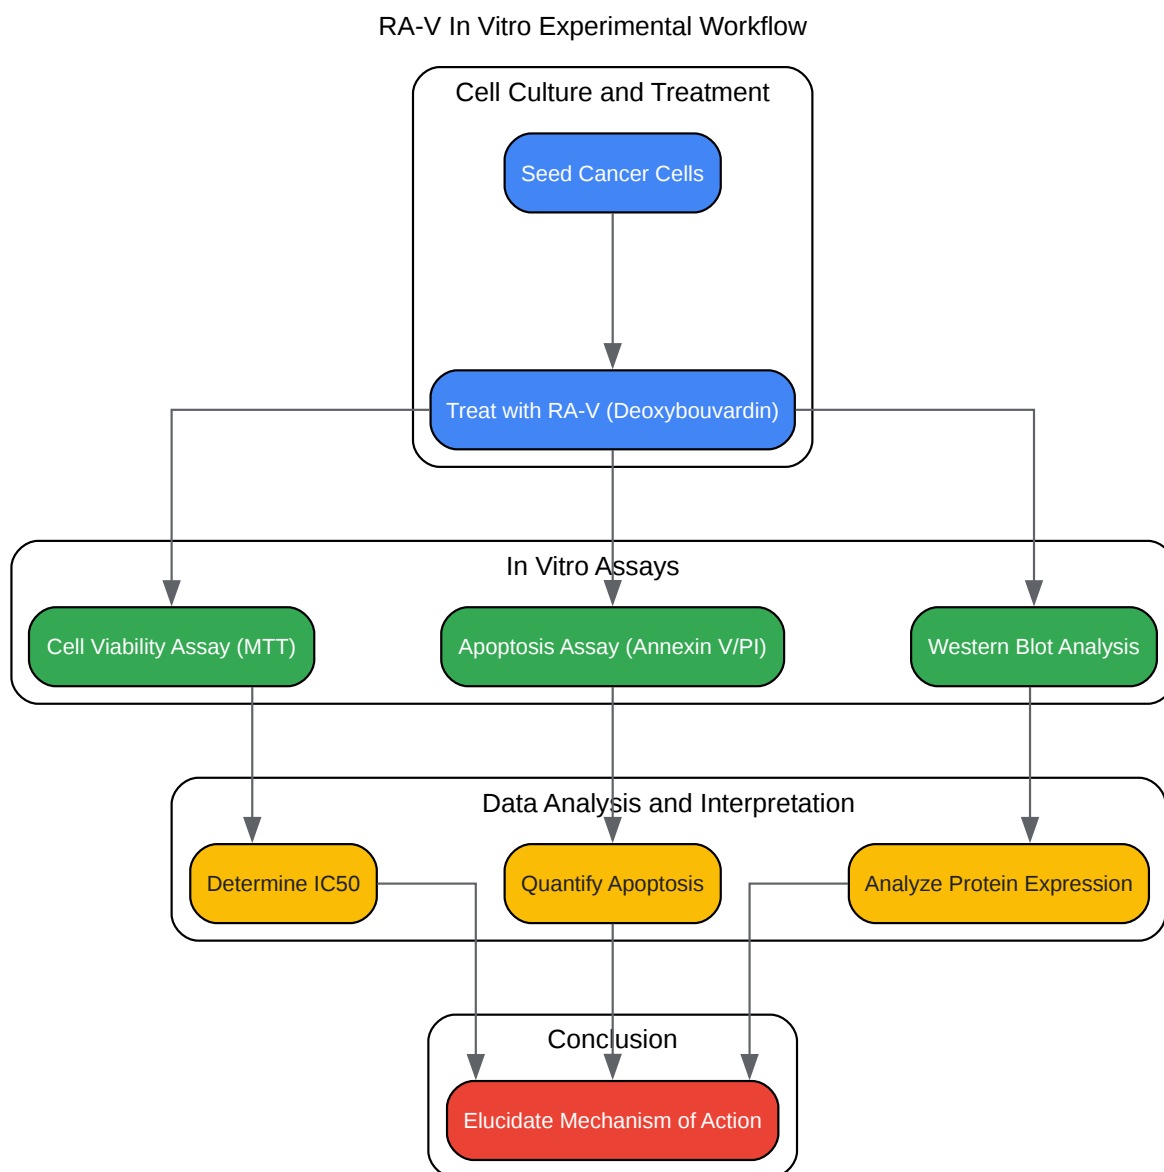 RA-V In Vitro Experimental Workflow
Cell Culture and Treatment
Seed Cancer Cells
Treat with RA-V (Deoxybouvardin)
In Vitro Assays
Cell Viability Assay (MTT)
Apoptosis Assay (Annexin V/PI)
Western Blot Analysis
Data Analysis and Interpretation
Determine IC50
Quantify Apoptosis
Analyze Protein Expression
Conclusion
Elucidate Mechanism of Action